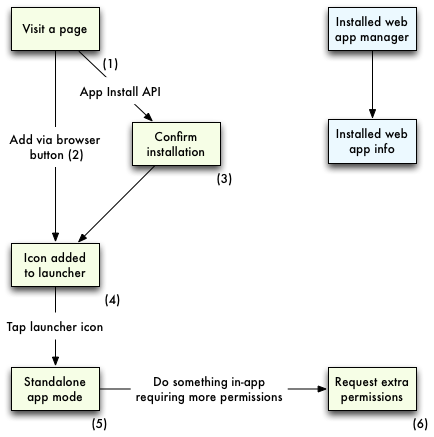 Visit a page
Installed web
app manager
(1)
App Install API
Add via browser
button (2)
Confirm
installation
Installed web
app info
(3)
Icon added
to launcher
(4)
Tap launcher icon
Standalone
app mode
Do something in-app
requiring more permissions
Request extra
permissions
(5)
(6)